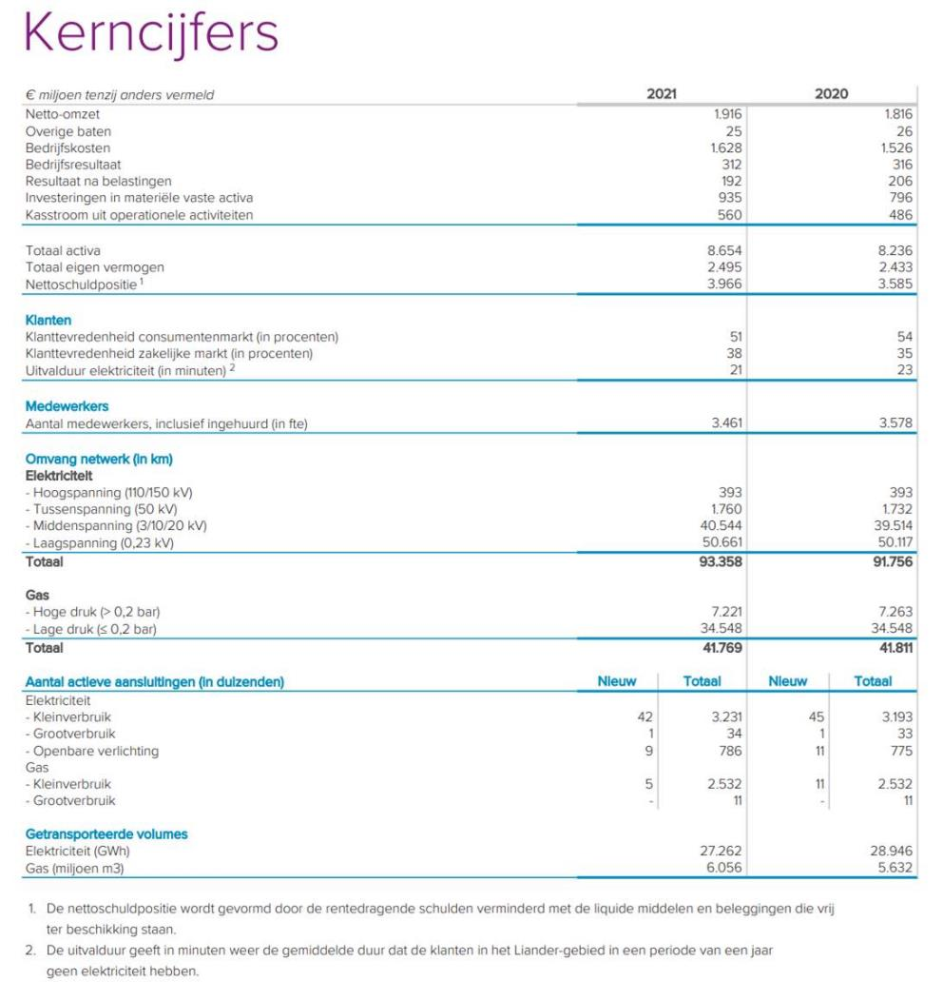 Kerncijfers
€ miljoen tenzij anders vermeld 2021 2020
Netto-omzet 1.916 1.816
Overige baten 25 26
Bedrijfskosten 1.628 1.526
Bedrijfsresultaat 312 316
Resultaat na belastingen 192 206
Investeringen in materiële vaste activa 935 796
Kasstroom uit operationele activiteiten 560 486
Totaal activa 8.654 8.236
Totaal eigen vermogen 2.495 2.433
Nettoschuldpositie 1 3.966 3.585
Klanten
Klanttevredenheid consumentenmarkt (in procenten) 51 54
Klanttevredenheid zakelijke markt (in procenten) 38 35
Uitvalduur elektriciteit (in minuten) 2 21 23
Medewerkers
Aantal medewerkers, inclusief ingehuurd (in fte) 3.461 3.578
Omvang netwerk (in km)
Elektriciteit
- Hoogspanning (110/150 kV) 393 393
- Tussenspanning (50 kV) 1.760 1.732
- Middenspanning (3/10/20 kV) 40.544 39.514
- Laagspanning (0,23 kV) 50.661 50.117
Totaal 93.358 91.756
Gas
- Hoge druk (> 0,2 bar) 7.221 7.263
- Lage druk (≤ 0,2 bar) 34.548 34.548
Totaal 41.769 41.811
Aantal actieve aansluitingen (in duizenden) Nieuw Totaal Nieuw Totaal
Elektriciteit
- Kleinverbruik 42 3.231 45 3.193
- Grootverbruik 1 34 1 33
- Openbare verlichting 9 786 11 775
Gas
- Kleinverbruik 5 2.532 11 2.532
- Grootverbruik - 11 - 11
Getransporteerde volumes
Elektriciteit (GWh) 27.262 28.946
Gas (miljoen m3) 6.056 5.632
1. De nettoschuldpositie wordt gevormd door de rentedragende schulden verminderd met de liquide middelen en beleggingen die vrij
ter beschikking staan.
2. De uitvalduur geeft in minuten weer de gemiddelde duur dat de klanten in het Liander-gebied in een periode van een jaar
geen elektriciteit hebben.